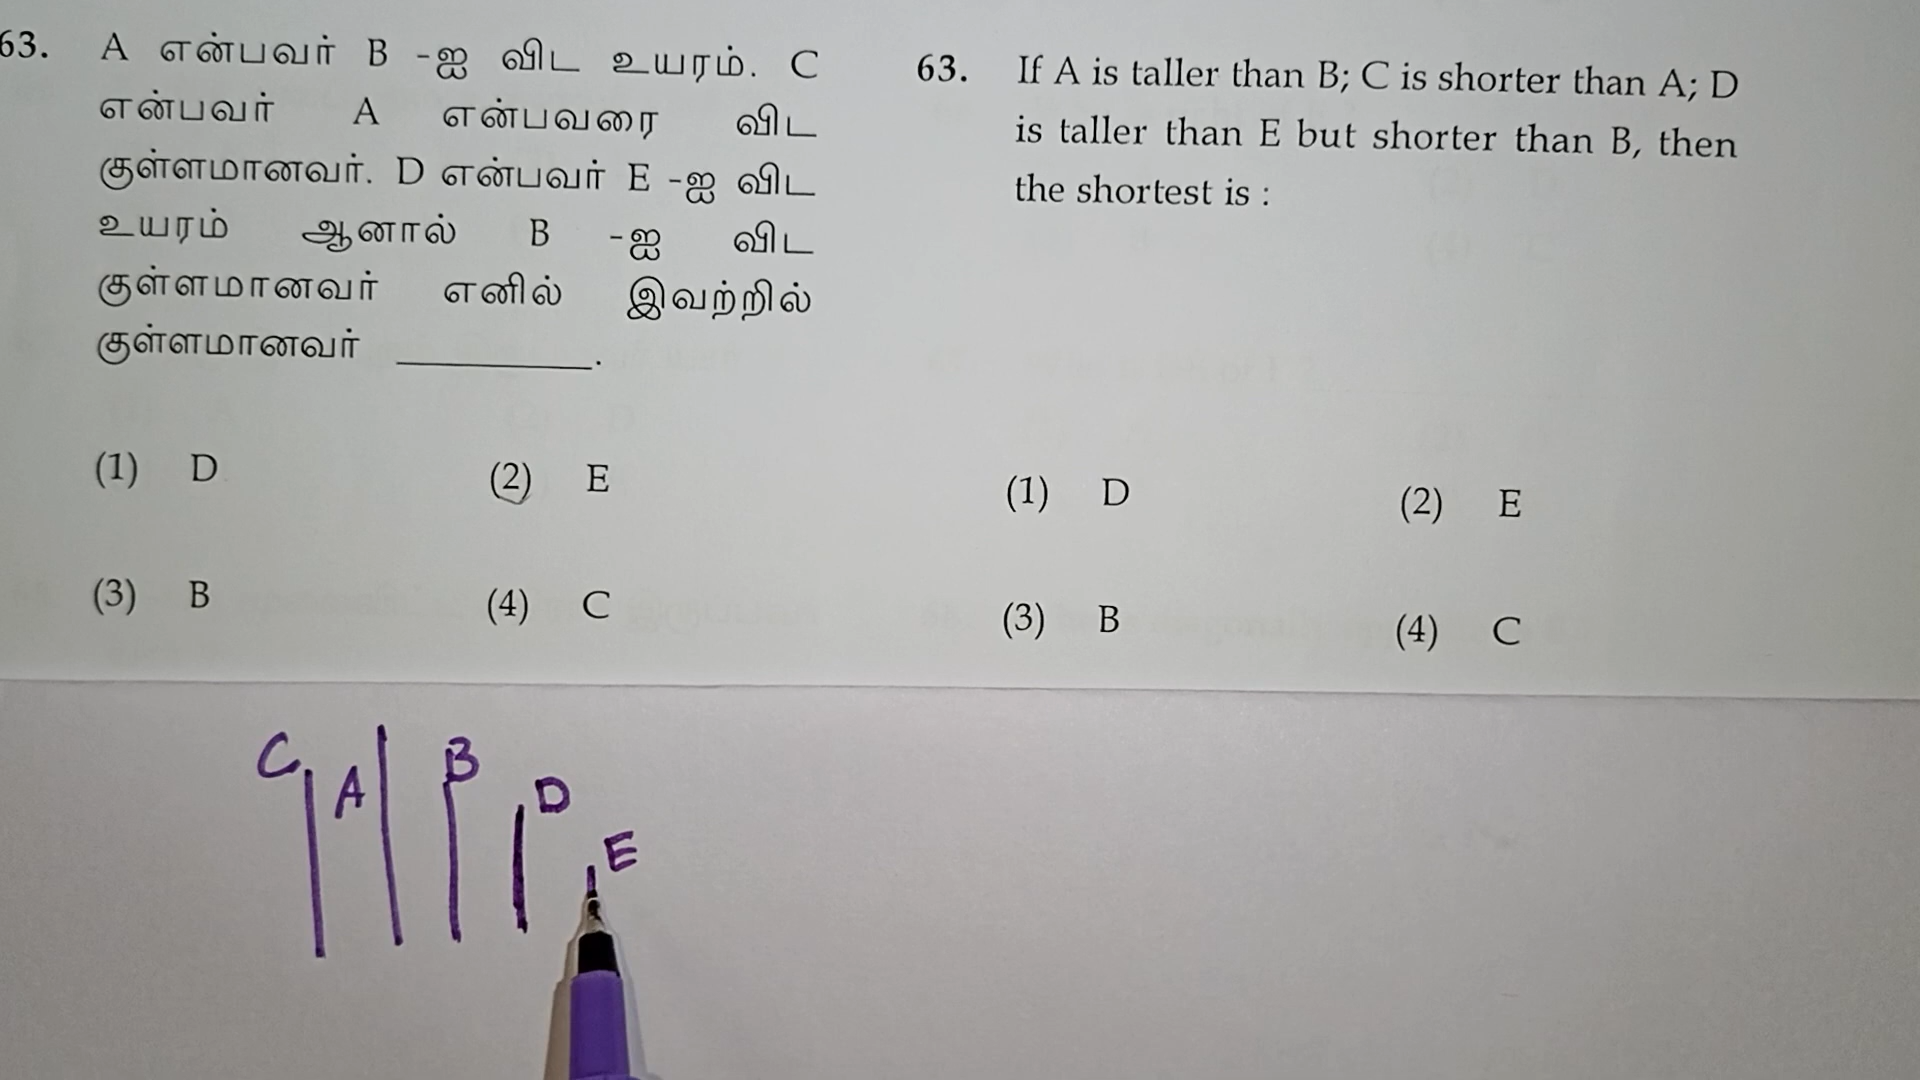 63. A என்பவர் B -ஐ விட உயரம். C
என்பவர் A என்பவரை விட
குள்ளமானவர். D என்பவர் E -ஐ விட
உயரம் ஆனால் B -ஐ விட
குள்ளமானவர் எனில் இவற்றில்
குள்ளமானவர் ________.
(1) D (2) E
(3) B (4) C
63. If A is taller than B; C is shorter than A; D
is taller than E but shorter than B, then
the shortest is :
(1) D (2) E
(3) B (4) C
C A B D E